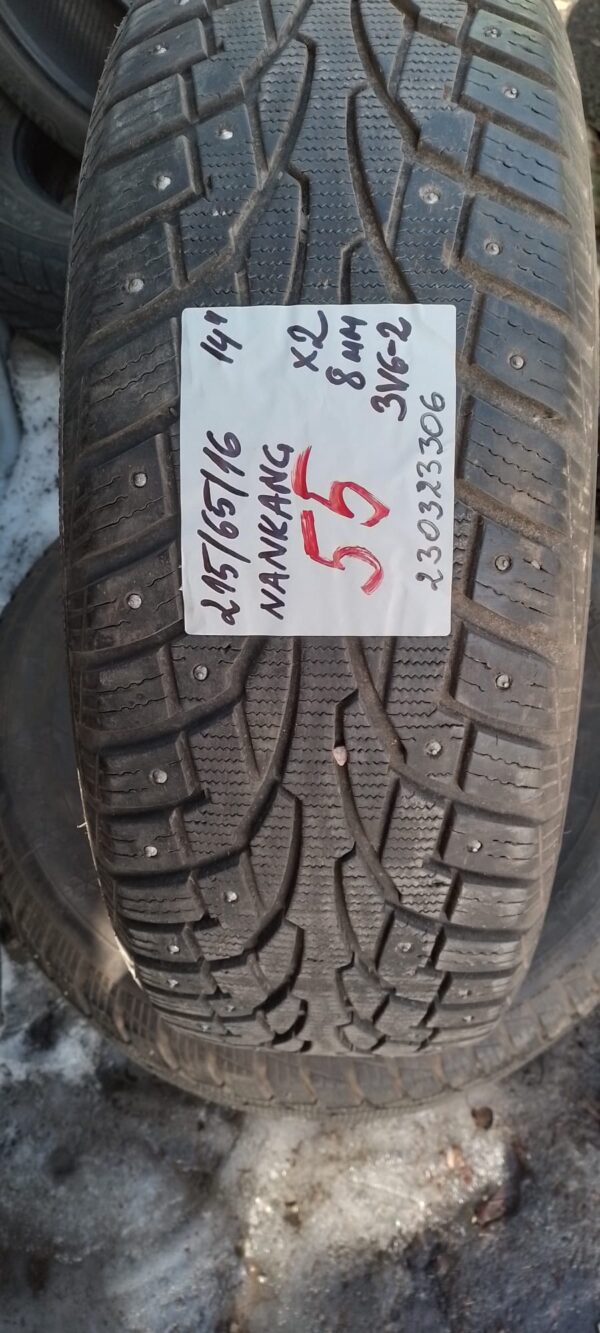 215/65/16 14"
NANKANG X2
55 8 мм
3V6-2
230323306